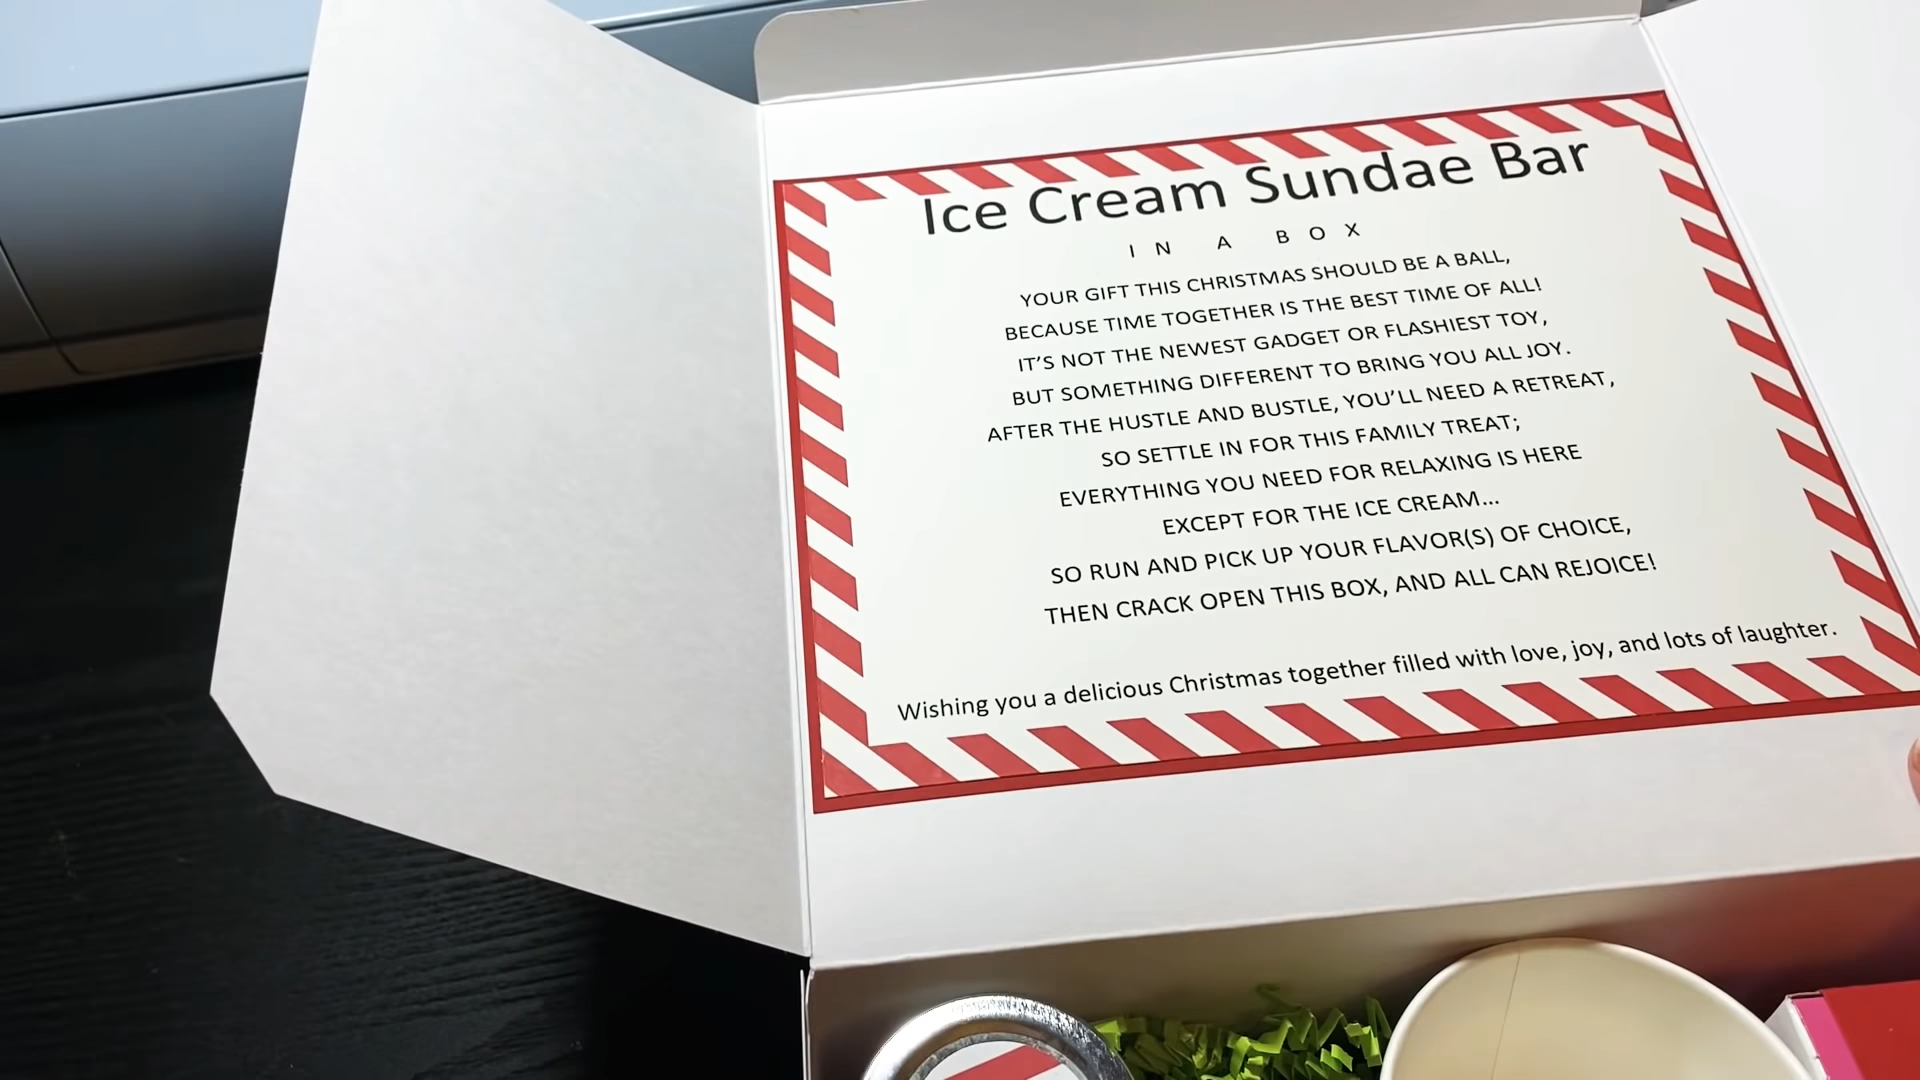 Ice Cream Sundae Bar
IN A BOX
YOUR GIFT THIS CHRISTMAS SHOULD BE A BALL,
BECAUSE TIME TOGETHER IS THE BEST TIME OF ALL!
IT'S NOT THE NEWEST GADGET OR FLASHIEST TOY,
BUT SOMETHING DIFFERENT TO BRING YOU ALL JOY.
AFTER THE HUSTLE AND BUSTLE, YOU'LL NEED A RETREAT,
SO SETTLE IN FOR THIS FAMILY TREAT;
EVERYTHING YOU NEED FOR RELAXING IS HERE
EXCEPT FOR THE ICE CREAM...
SO RUN AND PICK UP YOUR FLAVOR(S) OF CHOICE,
THEN CRACK OPEN THIS BOX, AND ALL CAN REJOICE!
Wishing you a delicious Christmas together filled with love, joy, and lots of laughter.